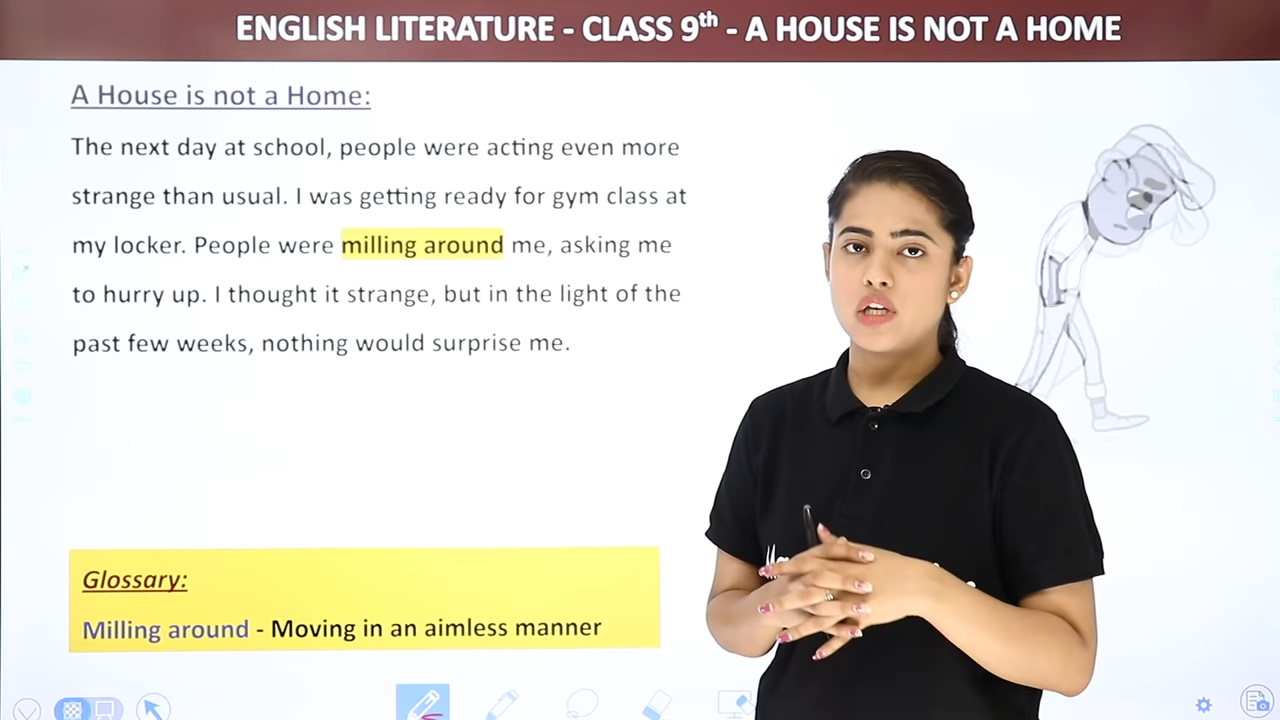 ENGLISH LITERATURE - CLASS 9th - A HOUSE IS NOT A HOME
A House is not a Home:
The next day at school, people were acting even more
strange than usual. I was getting ready for gym class at
my locker. People were milling around me, asking me
to hurry up. I thought it strange, but in the light of the
past few weeks, nothing would surprise me.
Glossary:
Milling around - Moving in an aimless manner